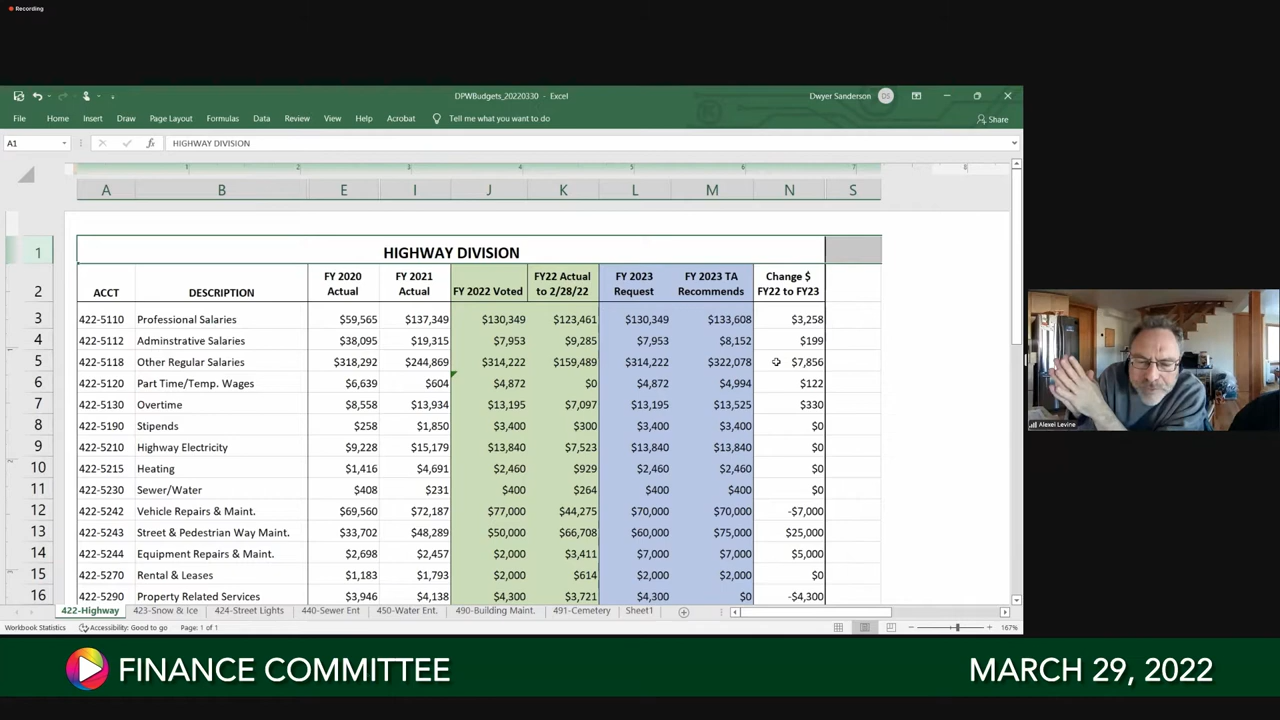 Recording
DPWBudgets_20220330 - Excel
Dwyer Sanderson DS
File Home Insert Draw Page Layout Formulas Data Review View Help Acrobat Tell me what you want to do Share
A1 fx HIGHWAY DIVISION
1 2 3 4 5 6 7 8
A B E I J K L M N S
1 HIGHWAY DIVISION
2 ACCT DESCRIPTION FY 2020 Actual FY 2021 Actual FY 2022 Voted FY22 Actual to 2/28/22 FY 2023 Request FY 2023 TA Recommends Change $ FY22 to FY23
3 422-5110 Professional Salaries $59,565 $137,349 $130,349 $123,461 $130,349 $133,608 $3,258
4 422-5112 Adminstrative Salaries $38,095 $19,315 $7,953 $9,285 $7,953 $8,152 $199
5 422-5118 Other Regular Salaries $318,292 $244,869 $314,222 $159,489 $314,222 $322,078 $7,856
6 422-5120 Part Time/Temp. Wages $6,639 $604 $4,872 $0 $4,872 $4,994 $122
7 422-5130 Overtime $8,558 $13,934 $13,195 $7,097 $13,195 $13,525 $330
8 422-5190 Stipends $258 $1,850 $3,400 $300 $3,400 $3,400 $0
9 422-5210 Highway Electricity $9,228 $15,179 $13,840 $7,523 $13,840 $13,840 $0
10 422-5215 Heating $1,416 $4,691 $2,460 $929 $2,460 $2,460 $0
11 422-5230 Sewer/Water $408 $231 $400 $264 $400 $400 $0
12 422-5242 Vehicle Repairs & Maint. $69,560 $72,187 $77,000 $44,275 $70,000 $70,000 -$7,000
13 422-5243 Street & Pedestrian Way Maint. $33,702 $48,289 $50,000 $66,708 $60,000 $75,000 $25,000
14 422-5244 Equipment Repairs & Maint. $2,698 $2,457 $2,000 $3,411 $7,000 $7,000 $5,000
15 422-5270 Rental & Leases $1,183 $1,793 $2,000 $614 $2,000 $2,000 $0
16 422-5290 Property Related Services $3,946 $4,138 $4,300 $3,721 $4,300 $0 -$4,300
422-Highway 423-Snow & Ice 424-Street Lights 440-Sewer Ent 450-Water Ent. 490-Building Maint. 491-Cemetery Sheet1
Workbook Statistics Accessibility: Good to go Page: 1 of 1 167%
Alexei Levine
FINANCE COMMITTEE
MARCH 29, 2022